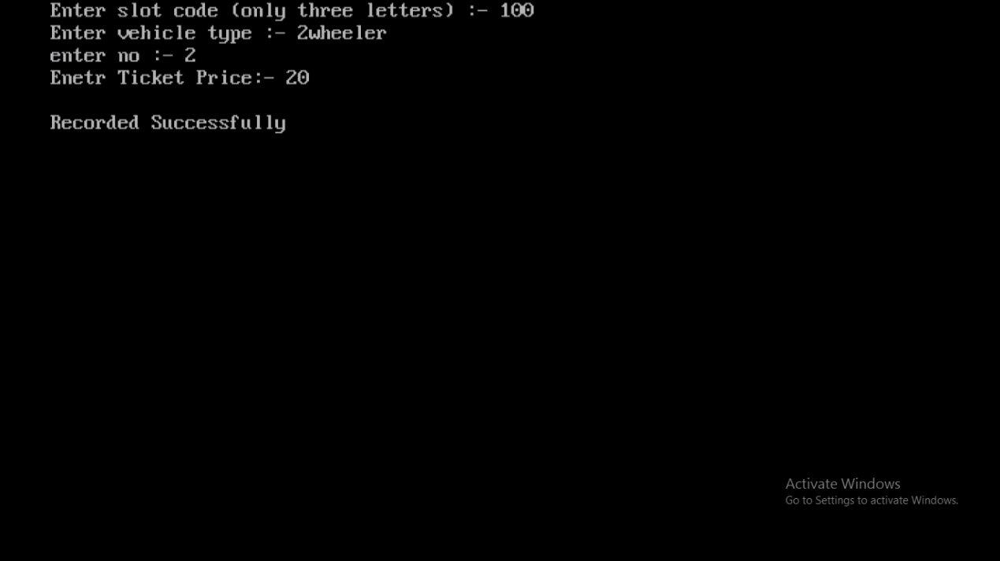 Enter slot code (only three letters) :- 100
Enter vehicle type :- 2wheeler
enter no :- 2
Enetr Ticket Price:- 20
Recorded Successfully
Activate Windows
Go to Settings to activate Windows.